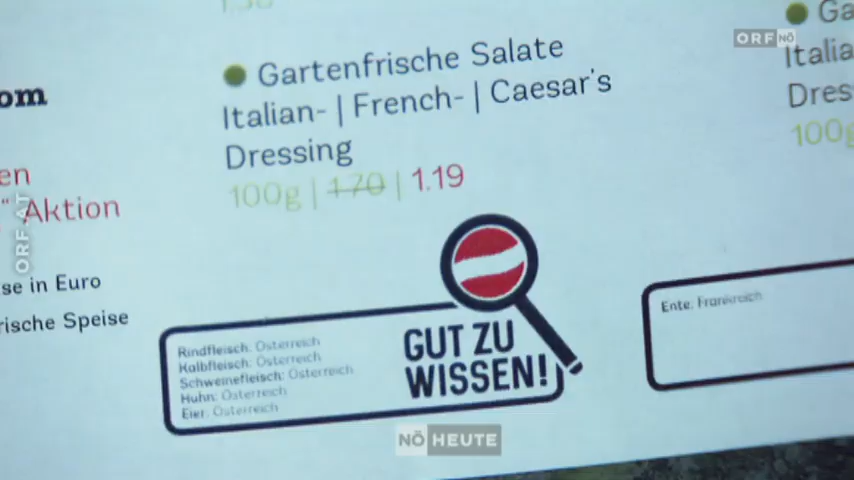 ORF NÖ
Gartenfrische Salate
Italian- | French- | Caesar's
Dressing
100g | 1.70 | 1.19
Ga
Italia
Dres
100g
om
en
“ Aktion
se in Euro
rische Speise
ORF.AT
Rindfleisch: Österreich
Kalbfleisch: Österreich
Schweinefleisch: Österreich
Huhn: Österreich
Eier: Österreich
GUT ZU
WISSEN!
Ente: Frankreich
NÖ HEUTE